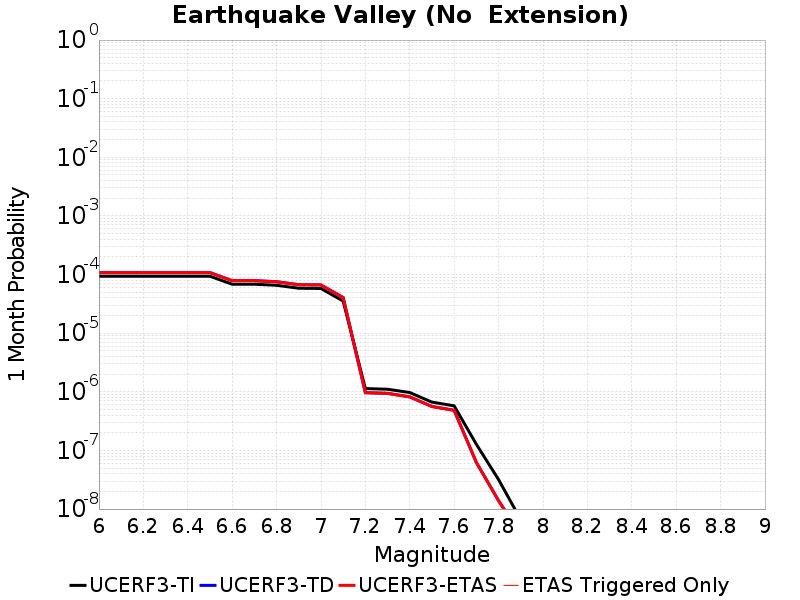 Earthquake Valley (No  Extension)
1 Month Probability
10^0
10^-1
10^-2
10^-3
10^-4
10^-5
10^-6
10^-7
10^-8
6 6.2 6.4 6.6 6.8 7 7.2 7.4 7.6 7.8 8 8.2 8.4 8.6 8.8 9
Magnitude
UCERF3-TI UCERF3-TD UCERF3-ETAS ETAS Triggered Only